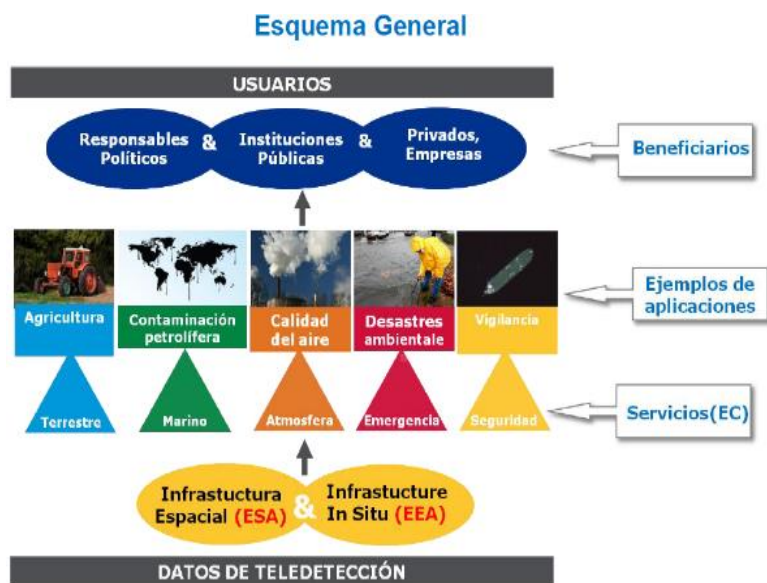 Esquema General
USUARIOS
Responsables
Políticos
&
Instituciones
Públicas
&
Privados,
Empresas
Beneficiarios
Agricultura
Contaminación
petrolífera
Calidad
del aire
Desastres
ambientale
Vigilancia
Ejemplos de
aplicaciones
Terrestre
Marino
Atmosfera
Emergencia
Seguridad
Servicios(EC)
Infrastuctura
Espacial (ESA)
&
Infrastucture
In Situ (EEA)
DATOS DE TELEDETECCIÓN